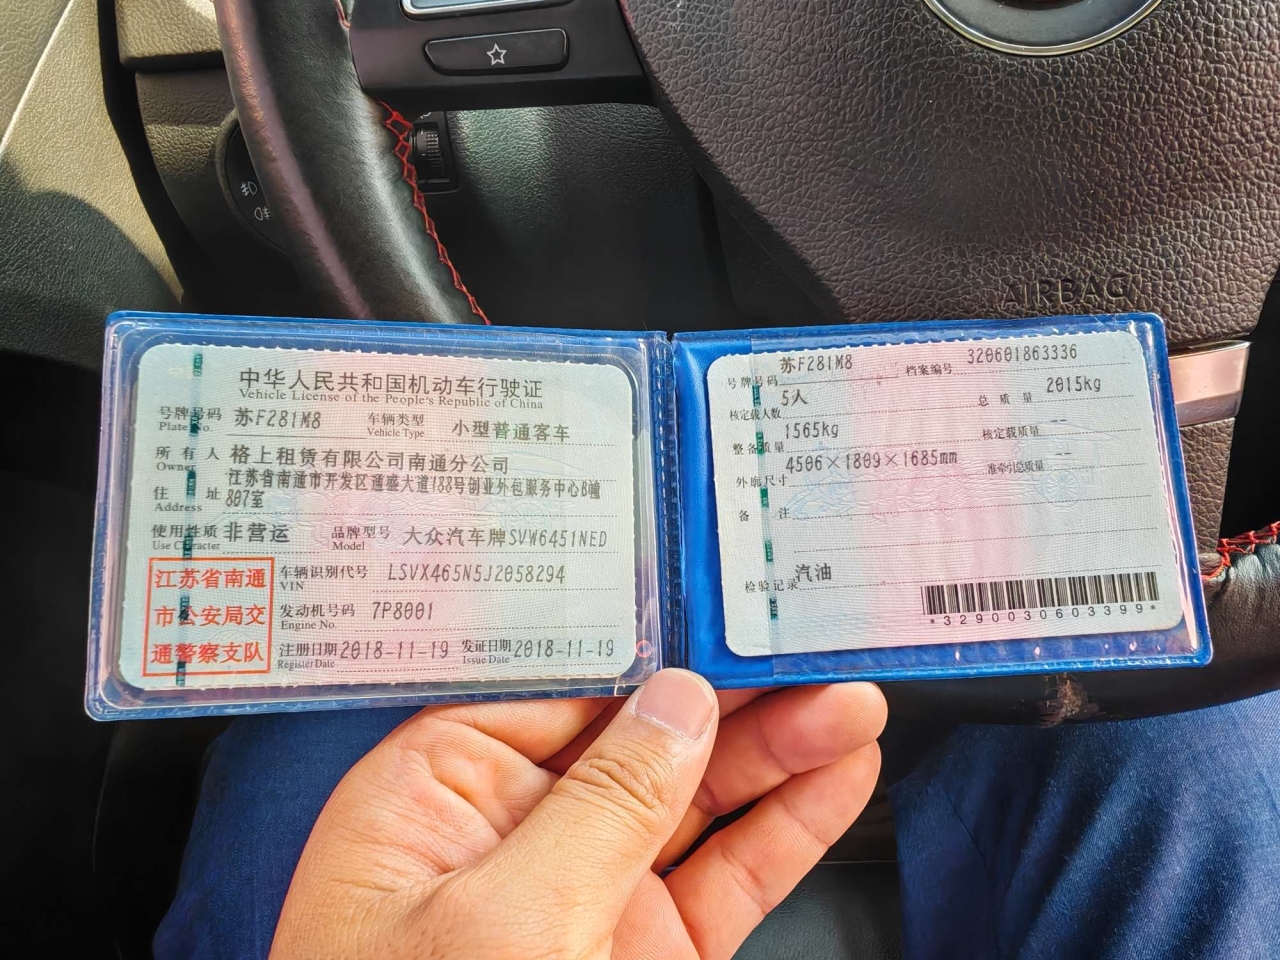 AIRBAG
中华人民共和国机动车行驶证
Vehicle License of the People's Republic of China
号牌号码 苏F281M8 车辆类型 小型普通客车
Plate No. Vehicle Type
所有人 格上租赁有限公司南通分公司
Owner
住址 江苏省南通市开发区通盛大道188号创业外包服务中心B幢
Address 807室
使用性质 非营运 品牌型号 大众汽车牌SVW6451NED
Use Character Model
江苏省南通
市公安局交
通警察支队
车辆识别代号 LSVX465N5J2058294
VIN
发动机号码 7P8001
Engine No.
注册日期 2018-11-19 发证日期 2018-11-19
Register Date Issue Date
号牌号码 苏F281M8 档案编号 320601863336
核定载人数 5人 总质量 2015kg
整备质量 1565kg 核定载质量 --
外廓尺寸 4506×1809×1685mm 准牵引总质量 --
备注
检验记录 汽油
*3290030603399*